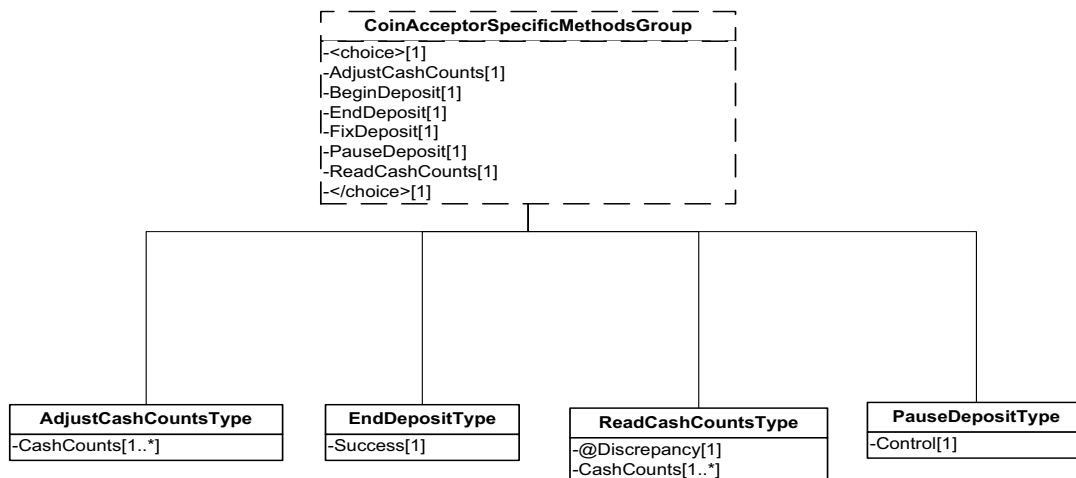 CoinAcceptorSpecificMethodsGroup
-<choice>[1]
-AdjustCashCounts[1]
-BeginDeposit[1]
-EndDeposit[1]
-FixDeposit[1]
-PauseDeposit[1]
-ReadCashCounts[1]
-</choice>[1]
AdjustCashCountsType
-CashCounts[1..*]
EndDepositType
-Success[1]
ReadCashCountsType
-@Discrepancy[1]
-CashCounts[1..*]
PauseDepositType
-Control[1]